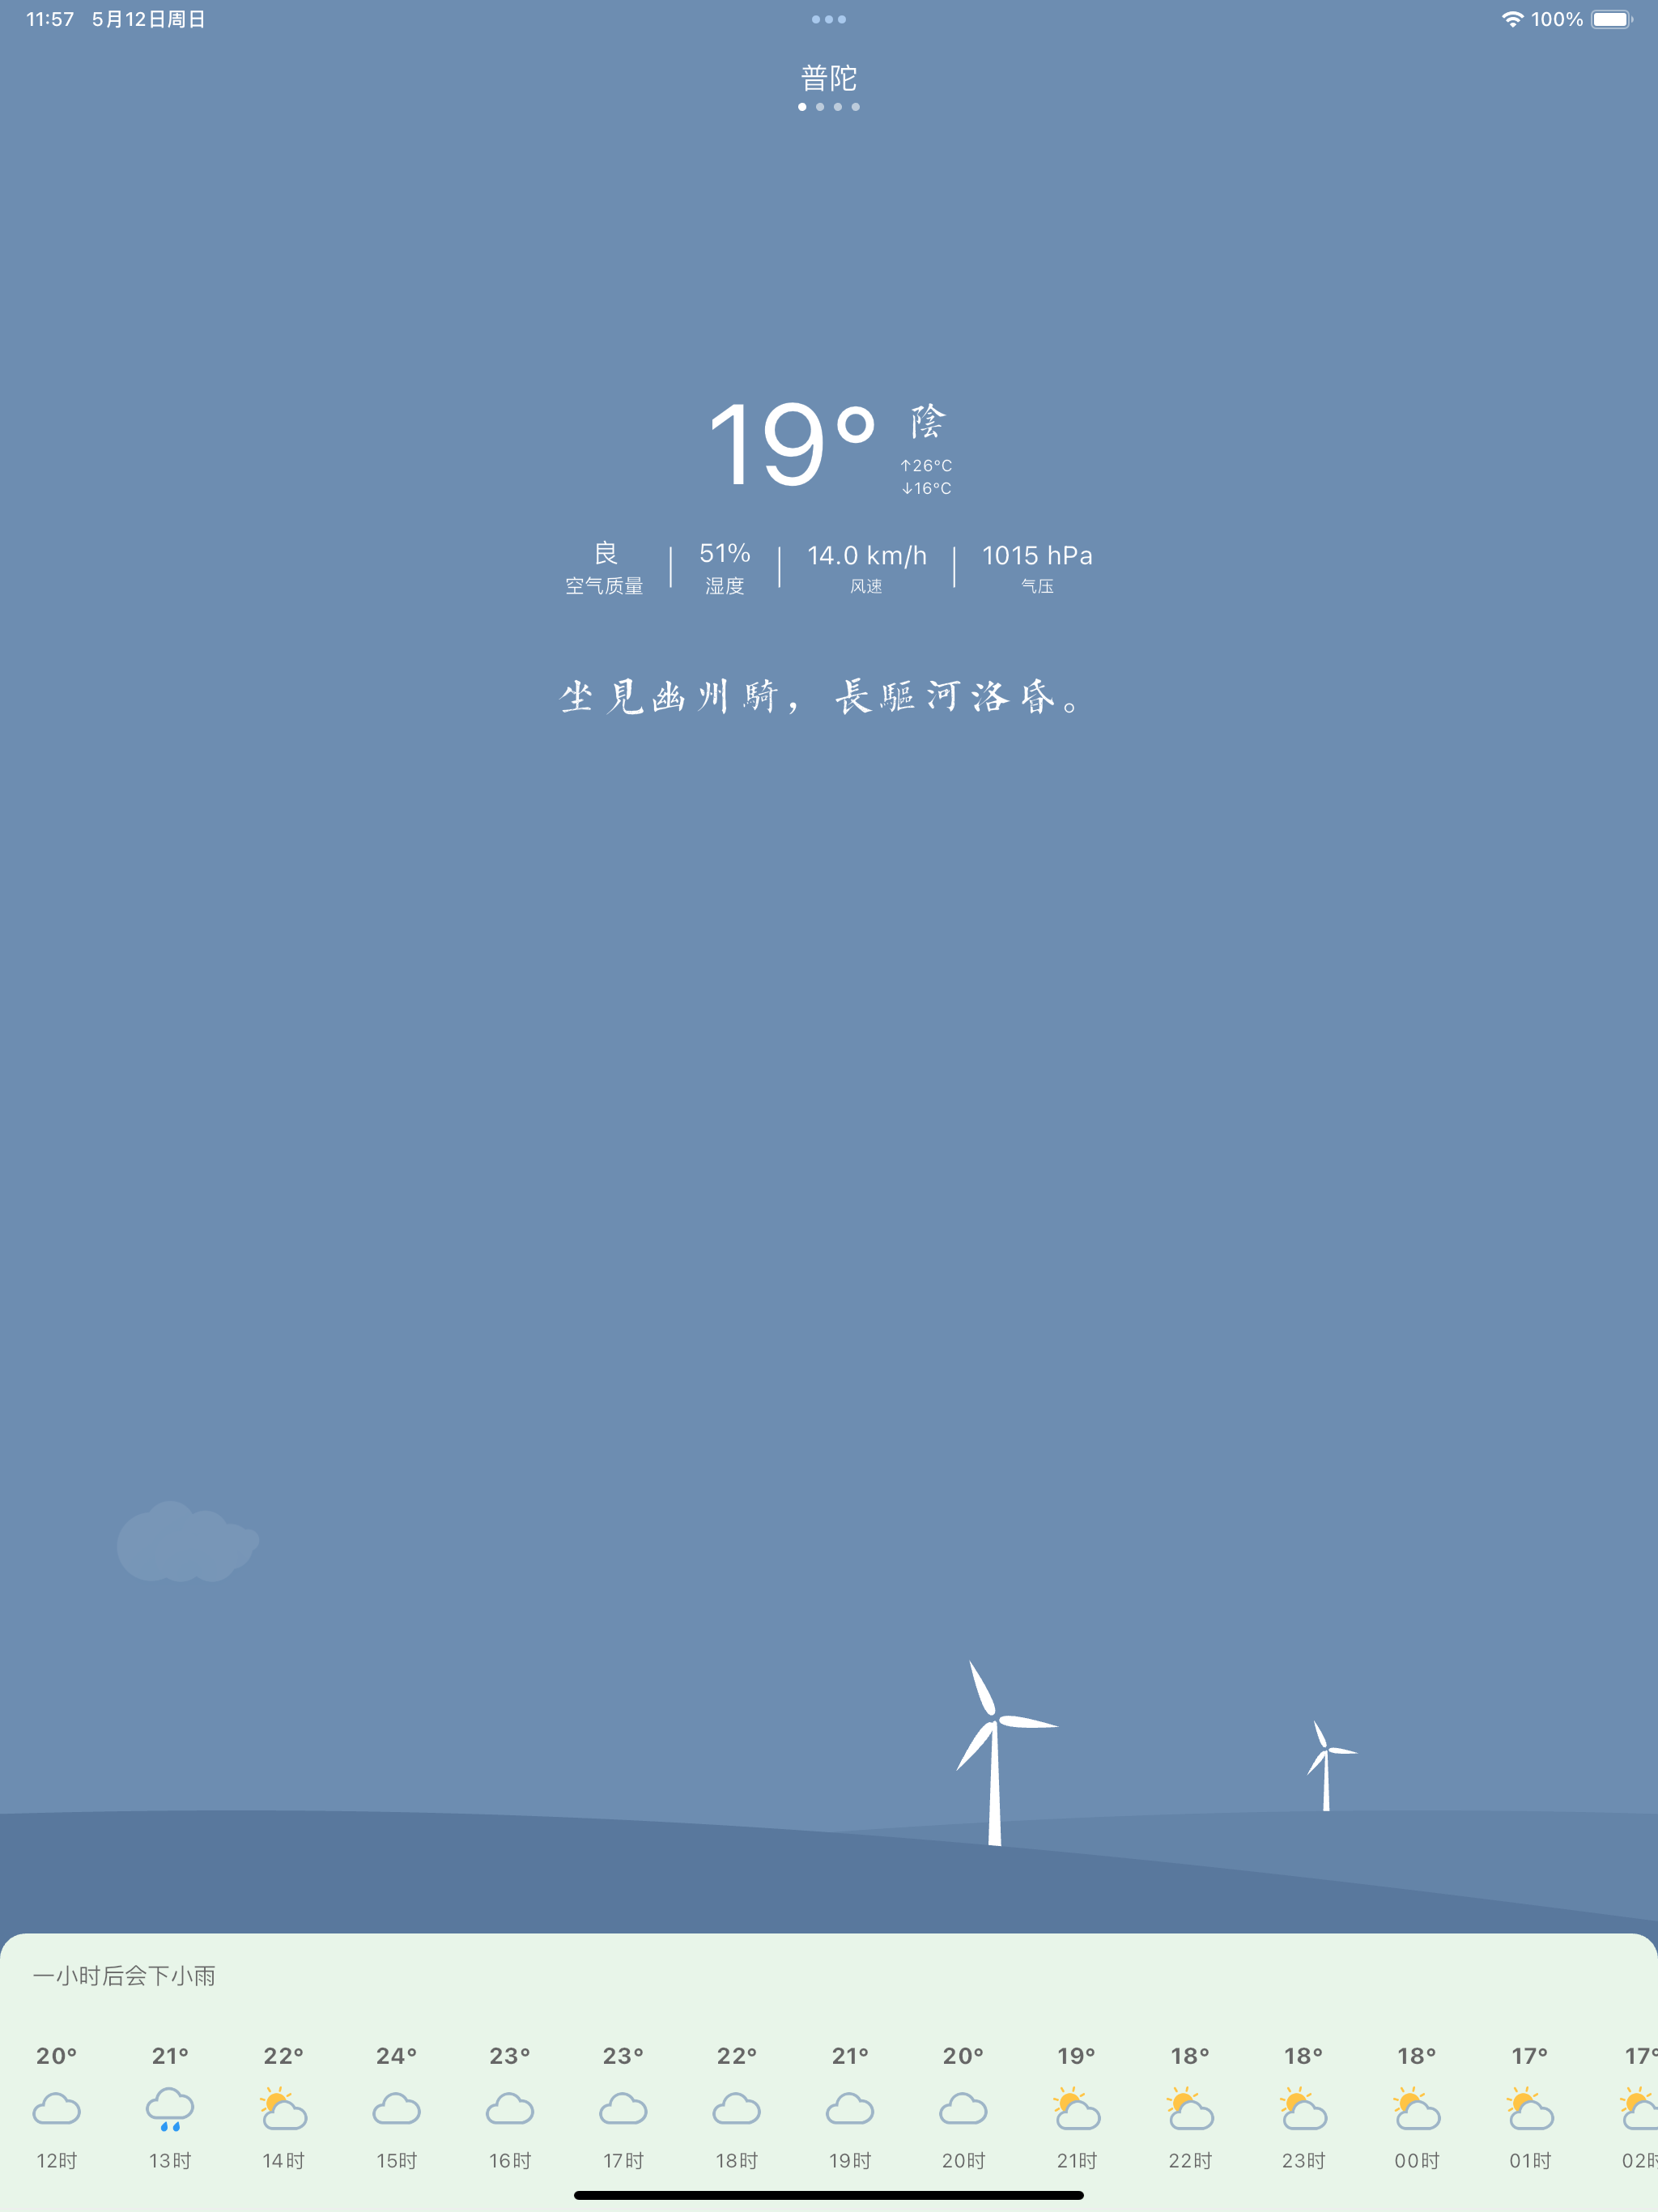 11:57 5月12日周日 100%
普陀
19° 陰
↑26°C
↓16°C
良 51% 14.0 km/h 1015 hPa
空气质量 湿度 风速 气压
坐見幽州騎，長驅河洛昏。
一小时后会下小雨
20° 21° 22° 24° 23° 23° 22° 21° 20° 19° 18° 18° 18° 17° 17°
12时 13时 14时 15时 16时 17时 18时 19时 20时 21时 22时 23时 00时 01时 02时